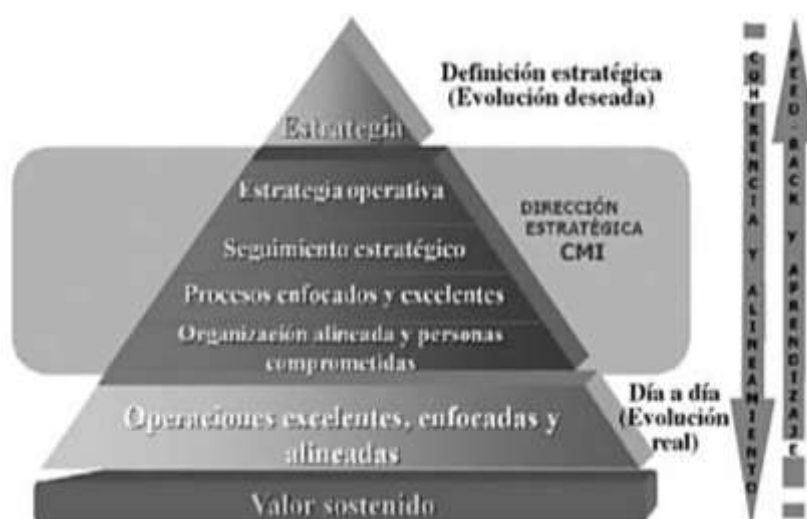 Definición estratégica
(Evolución deseada)
Estrategia
Estrategia operativa
DIRECCIÓN
ESTRATÉGICA
CMI
Seguimiento estratégico
Procesos enfocados y excelentes
Organización alineada y personas
comprometidas
Día a día
(Evolución
real)
Operaciones excelentes, enfocadas y
alineadas
Valor sostenido
COHERENCIA Y ALINEAMIENTO
FEED-BACK Y APRENDIZAJE